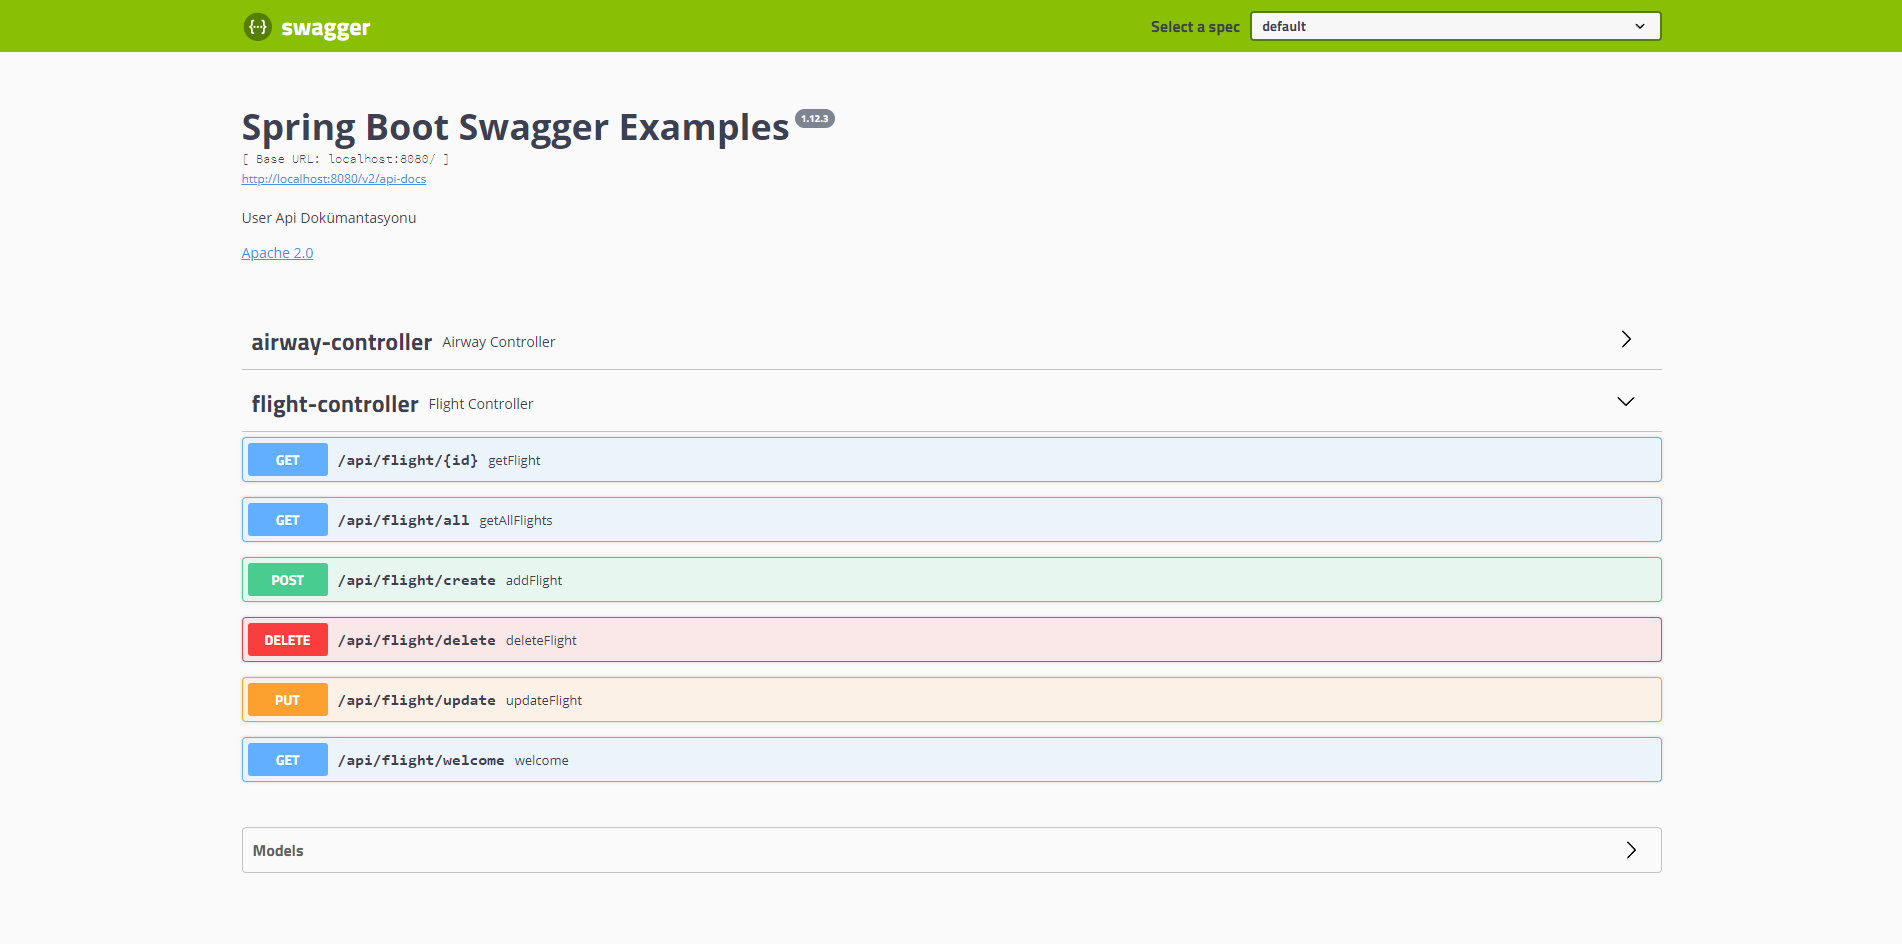 {··} swagger
Select a spec default
Spring Boot Swagger Examples 1.12.3
[ Base URL: localhost:8080/ ]
http://localhost:8080/v2/api-docs
User Api Dokümantasyonu
Apache 2.0
airway-controller Airway Controller
flight-controller Flight Controller
GET /api/flight/{id} getFlight
GET /api/flight/all getAllFlights
POST /api/flight/create addFlight
DELETE /api/flight/delete deleteFlight
PUT /api/flight/update updateFlight
GET /api/flight/welcome welcome
Models